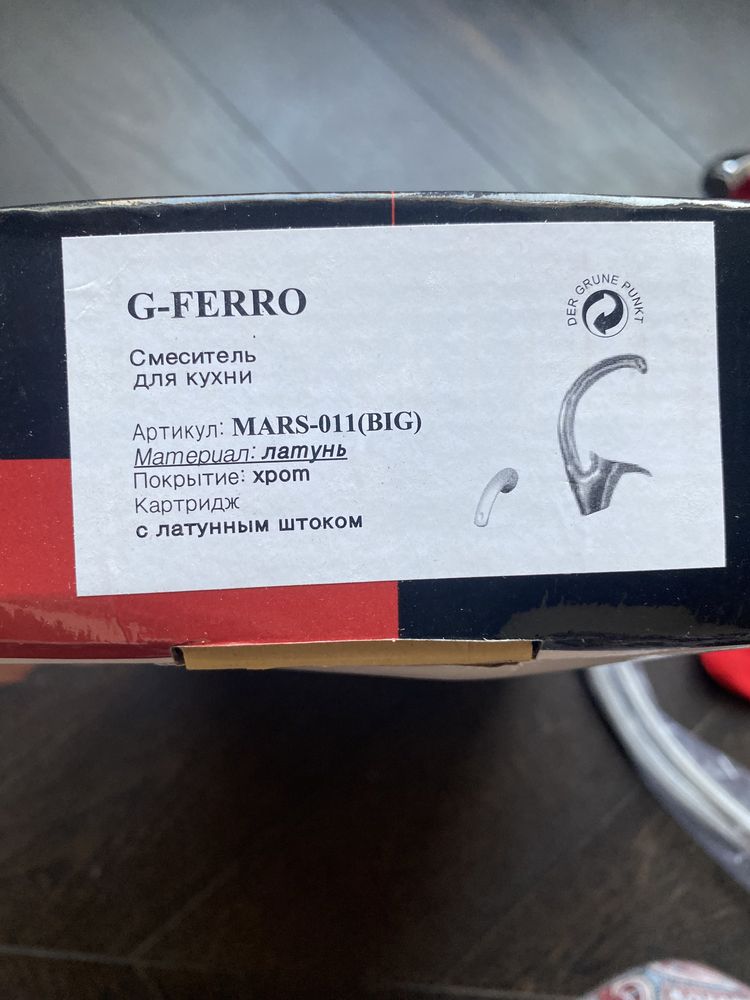 G-FERRO
DER GRUNE PUNKT
Смеситель
для кухни
Артикул: MARS-011(BIG)
Материал: латунь
Покрытие: хром
Картридж
с латунным штоком